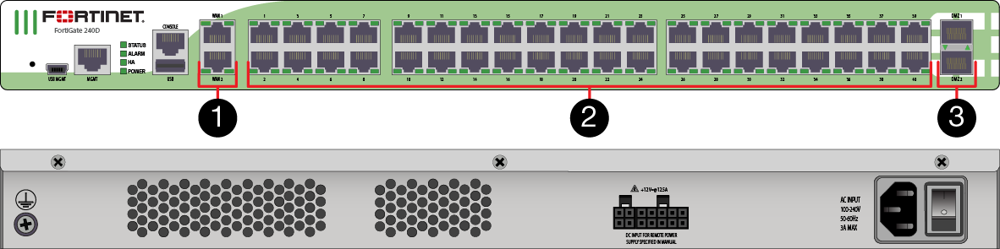 FORTINET.
FortiGate 240D
USB MGMT
MGMT
STATUS
ALARM
HA
POWER
CONSOLE
USB
WAN 1
WAN 2
1 3 5 7
2 4 6 8
9 11 13 15 17 19 21 23
10 12 14 16 18 20 22 24
25 27 29 31 33 35 37 39
26 28 30 32 34 36 38 40
DMZ 1
DMZ 2
1 2 3
+12V⎓@12.5A
DC INPUT FOR REMOTE POWER
SUPPLY SPECIFIED IN MANUAL
AC INPUT
100-240V
50-60Hz
3A MAX